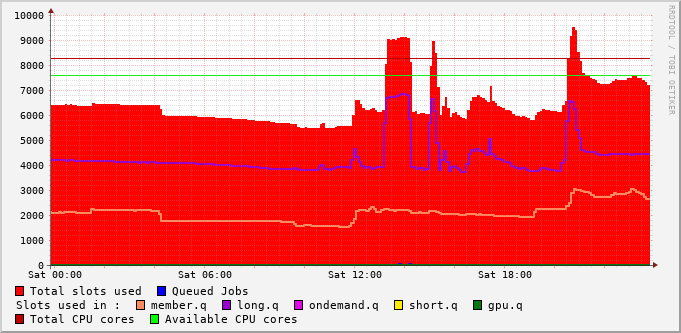 RRDTOOL / TOBI OETIKER
10000
9000
8000
7000
6000
5000
4000
3000
2000
1000
0
Sat 00:00 Sat 06:00 Sat 12:00 Sat 18:00
Total slots used Queued Jobs
Slots used in : member.q long.q ondemand.q short.q gpu.q
Total CPU cores Available CPU cores